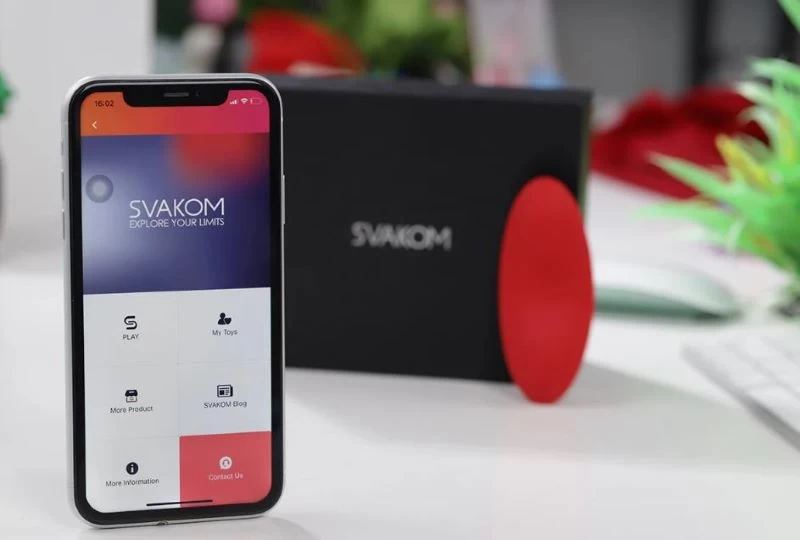 16:02
SVAKOM
EXPLORE YOUR LIMITS
PLAY
My Toys
More Product
SVAKOM Blog
More Information
Contact Us
SVAKOM